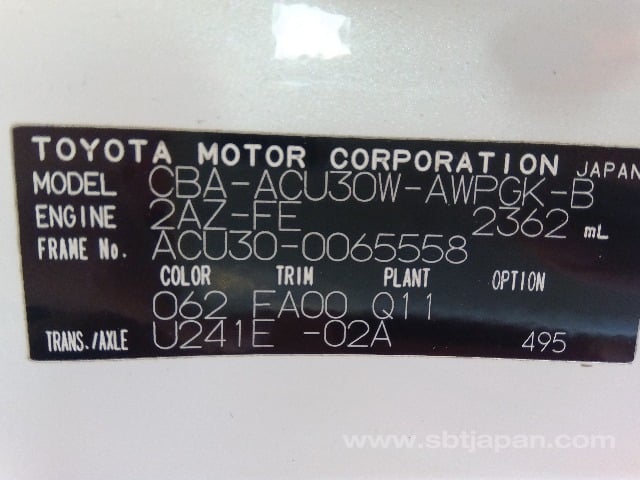 TOYOTA MOTOR CORPORATION JAPAN
MODEL CBA-ACU30W-AWPGK-B
ENGINE 2AZ-FE 2362 mL
FRAME No. ACU30-0065558
COLOR TRIM PLANT OPTION
062 FA00 Q11
TRANS./AXLE U241E -02A 495
www.sbtjapan.com